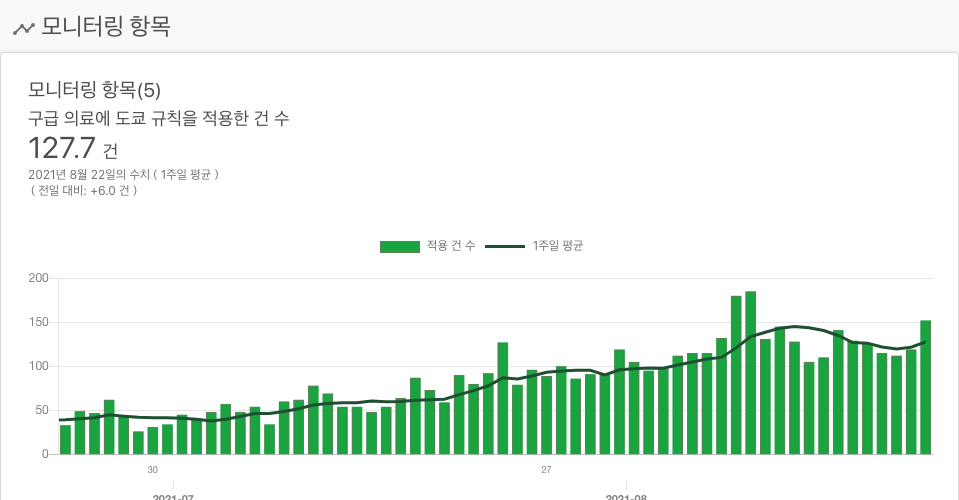 모니터링 항목
모니터링 항목(5)
구급 의료에 도쿄 규칙을 적용한 건 수
127.7 건
2021년 8월 22일의 수치 ( 1주일 평균 )
( 전일 대비: +6.0 건 )
적용 건 수 1주일 평균
200
150
100
50
0
30 27
2021-07 2021-08